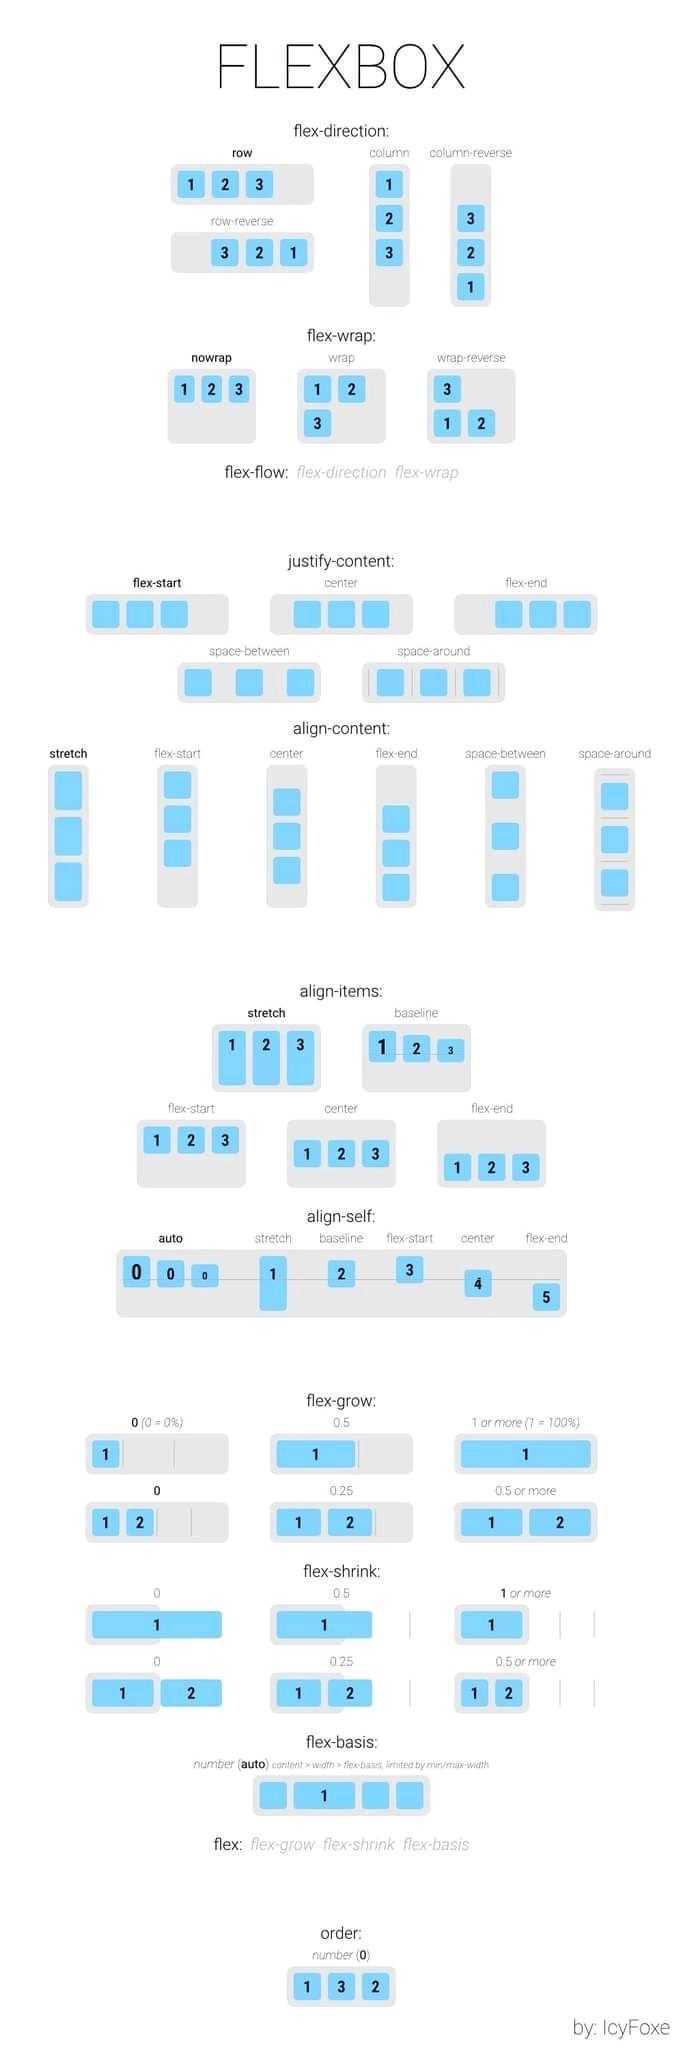 FLEXBOX
flex-direction:
row
column
column-reverse
1 2 3
1
2
3
3
2
1
row-reverse
3 2 1
flex-wrap:
nowrap
wrap
wrap-reverse
1 2 3
1 2
3
3
1 2
flex-flow: flex-direction flex-wrap
justify-content:
flex-start
center
flex-end
space-between
space-around
align-content:
stretch
flex-start
center
flex-end
space-between
space-around
align-items:
stretch
baseline
1 2 3
1 2 3
flex-start
center
flex-end
1 2 3
1 2 3
1 2 3
align-self:
auto
stretch
baseline
flex-start
center
flex-end
0 0 0 1 2 3 4 5
flex-grow:
0 (0 = 0%)
0.5
1 or more (1 = 100%)
1
1
1
0
0.25
0.5 or more
1 2
1 2
1 2
flex-shrink:
0
0.5
1 or more
1
1
1
0
0.25
0.5 or more
1 2
1 2
1 2
flex-basis:
number (auto) content > width > flex-basis, limited by min/max-width
1
flex: flex-grow flex-shrink flex-basis
order:
number (0)
1 3 2
by: IcyFoxe